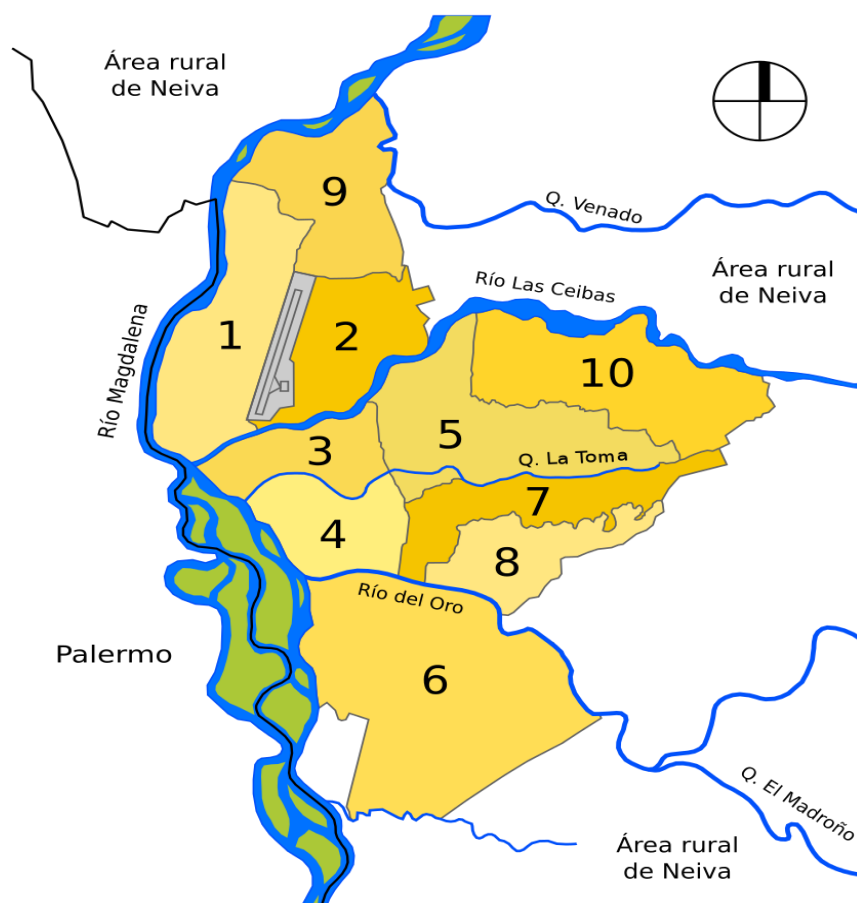 Área rural
de Neiva
9
Q. Venado
Área rural
de Neiva
Río Las Ceibas
Río Magdalena
1
2
10
3
5
Q. La Toma
7
4
8
Río del Oro
Palermo
6
Q. El Madroño
Área rural
de Neiva